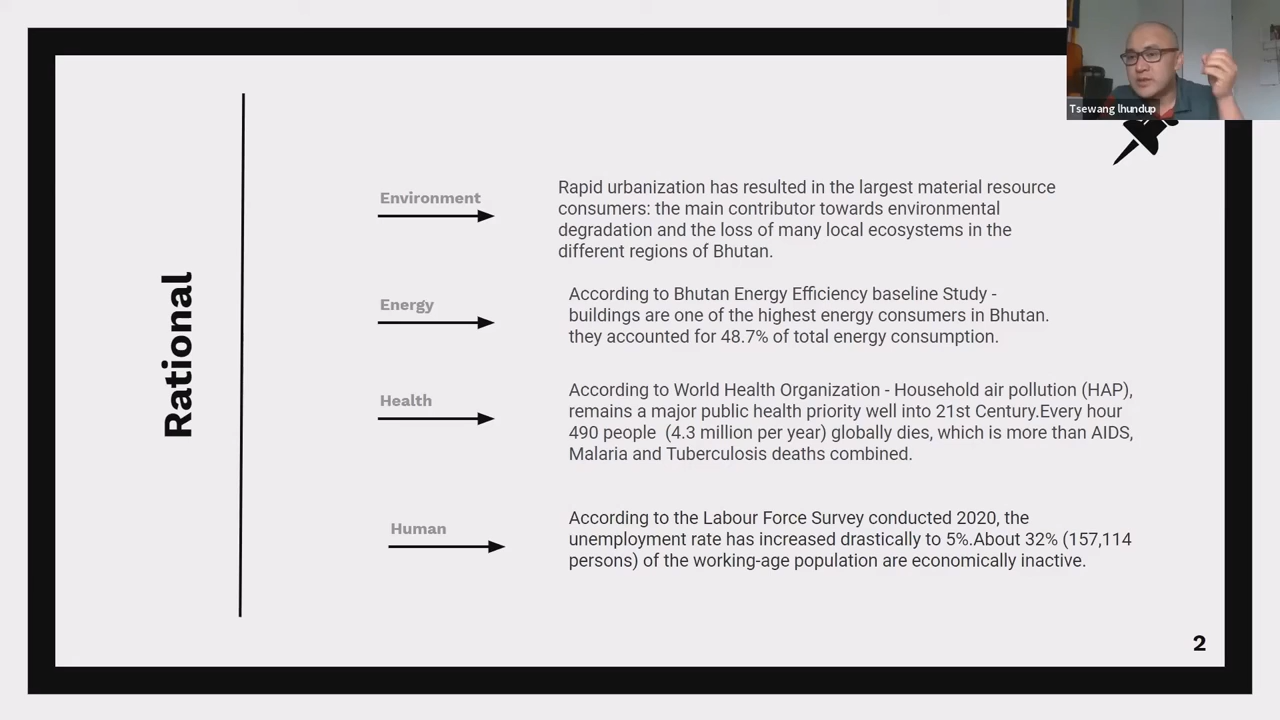 Tsewang lhundup
Rational
Environment
Rapid urbanization has resulted in the largest material resource
consumers: the main contributor towards environmental
degradation and the loss of many local ecosystems in the
different regions of Bhutan.
Energy
According to Bhutan Energy Efficiency baseline Study -
buildings are one of the highest energy consumers in Bhutan.
they accounted for 48.7% of total energy consumption.
Health
According to World Health Organization - Household air pollution (HAP),
remains a major public health priority well into 21st Century.Every hour
490 people (4.3 million per year) globally dies, which is more than AIDS,
Malaria and Tuberculosis deaths combined.
Human
According to the Labour Force Survey conducted 2020, the
unemployment rate has increased drastically to 5%.About 32% (157,114
persons) of the working-age population are economically inactive.
2